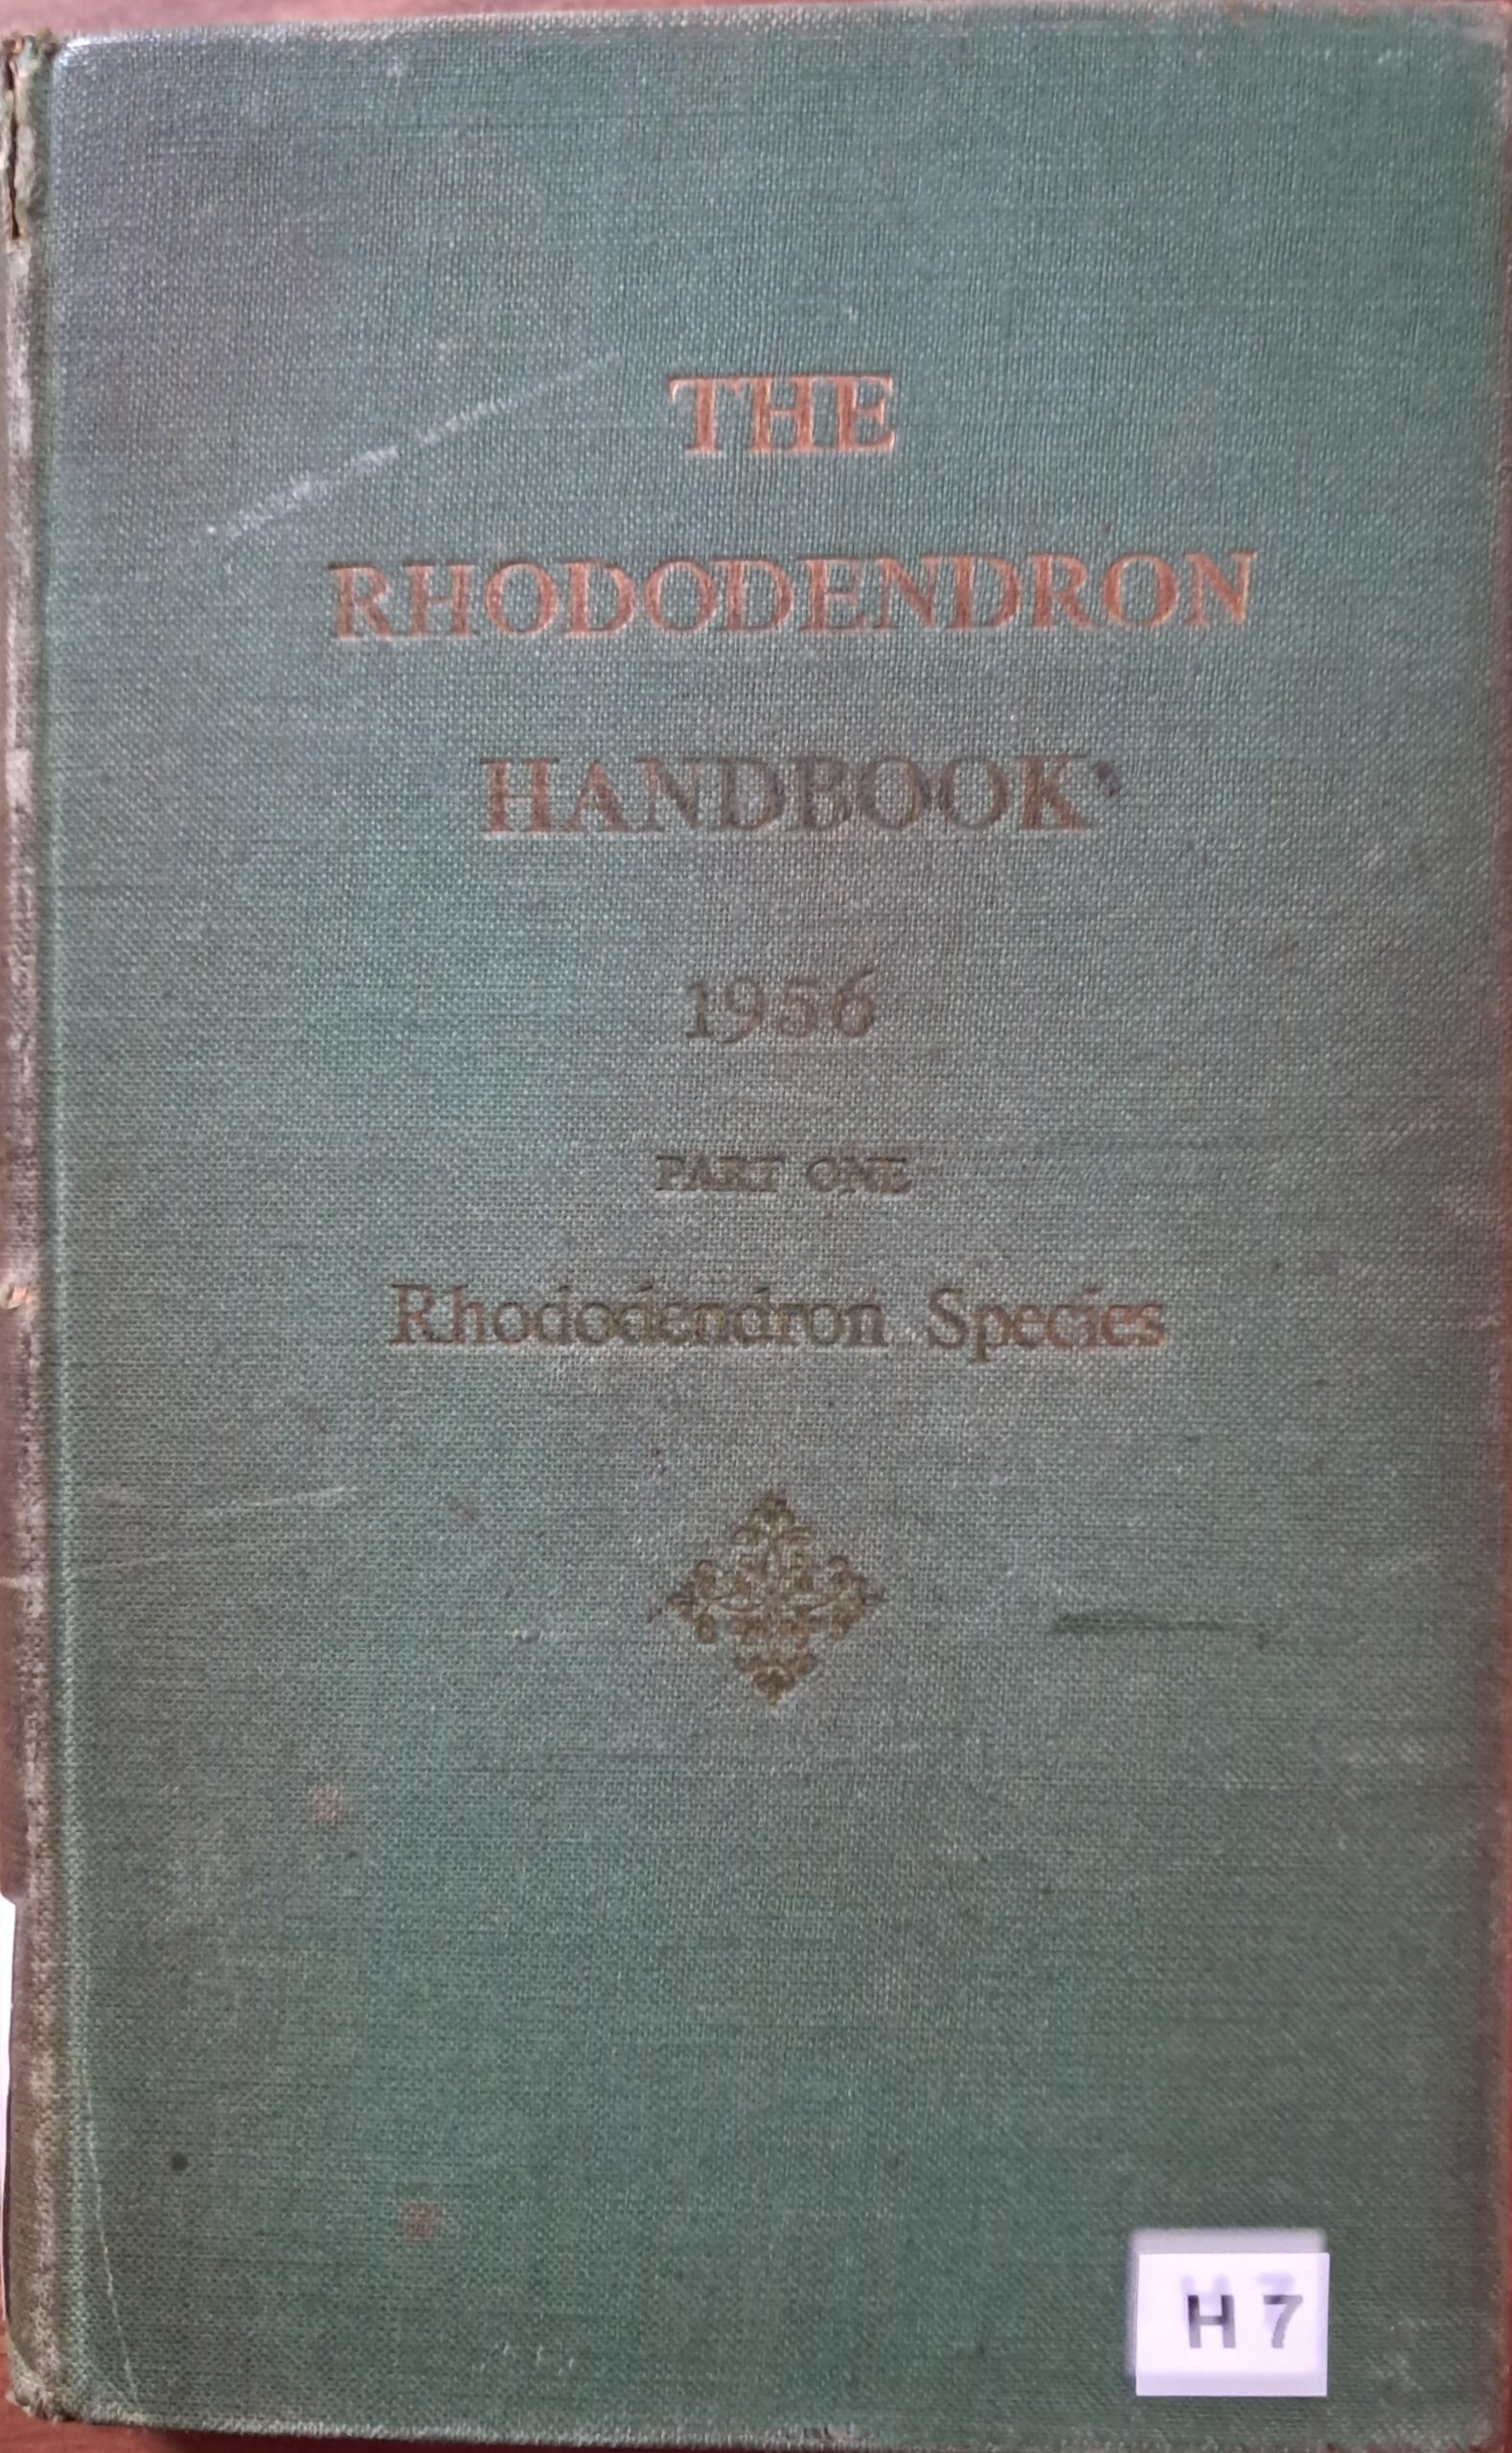 THE
RHODODENDRON
HANDBOOK
1956
PART ONE
Rhododendron Species
H 7